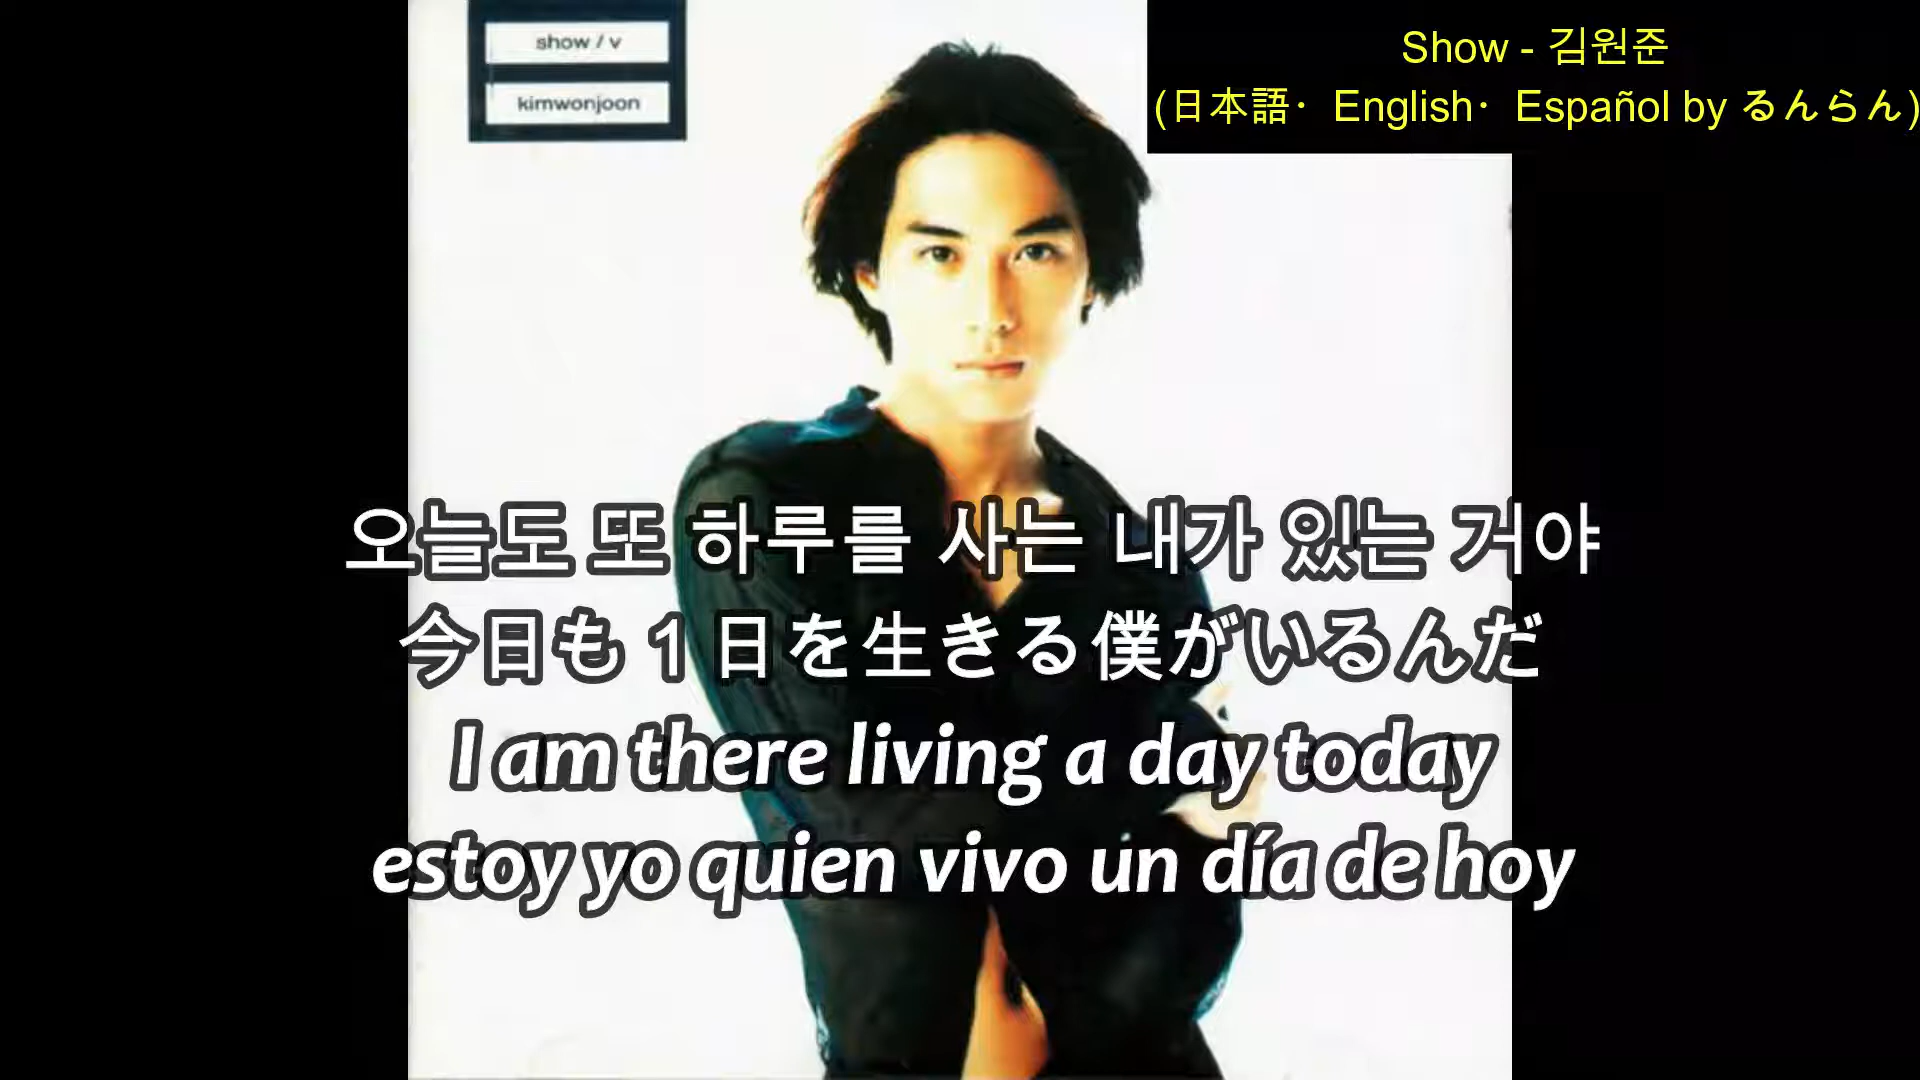 show / v
kimwonjoon
Show - 김원준
(日本語・English・Español by るんらん)
오늘도 또 하루를 사는 내가 있는 거야
今日も１日を生きる僕がいるんだ
I am there living a day today
estoy yo quien vivo un día de hoy